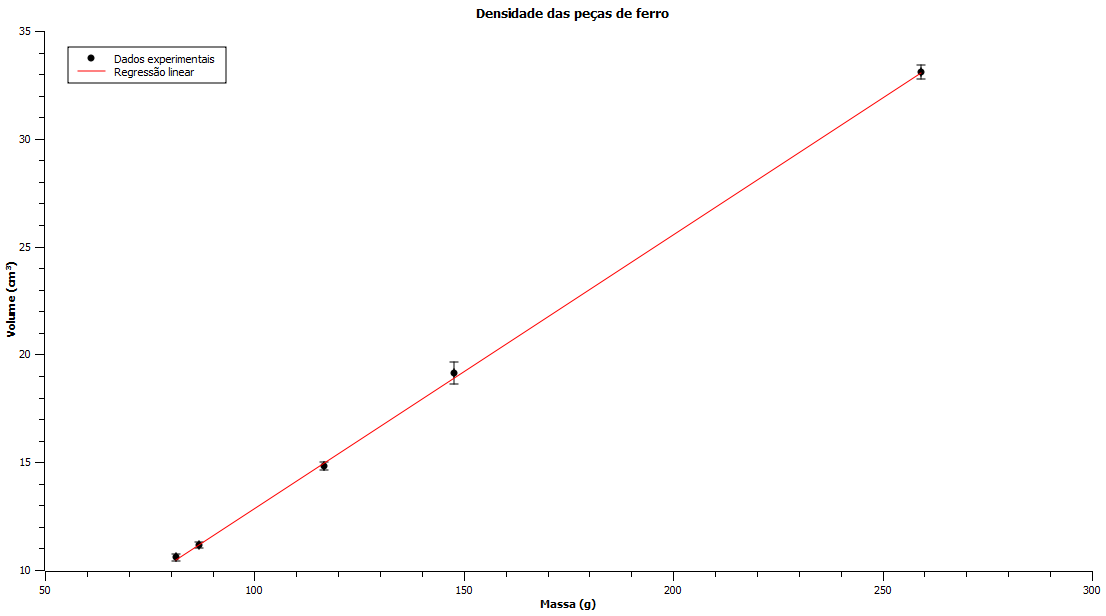 Densidade das peças de ferro
Dados experimentais
Regressão linear
35
30
25
20
15
10
Volume (cm³)
50
100
150
200
250
300
Massa (g)